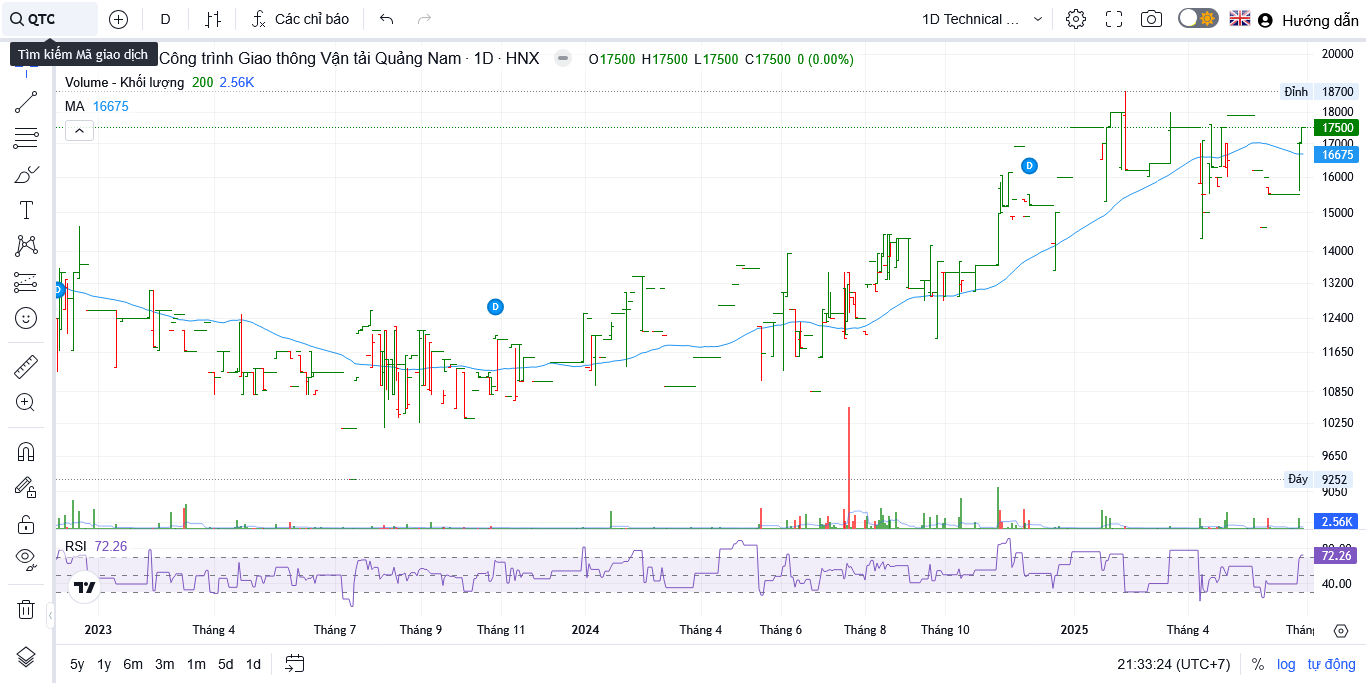 QTC
D
Các chỉ báo
1D Technical ...
Hướng dẫn
Tìm kiếm Mã giao dịch
Công trình Giao thông Vận tải Quảng Nam · 1D · HNX
O17500 H17500 L17500 C17500 0 (0.00%)
Volume - Khối lượng 200 2.56K
MA 16675
20000
Đỉnh 18700
18000
17500
17000
16675
16000
15000
14000
13200
12400
11650
10850
10250
9650
Đáy 9252
9050
2.56K
D
D
D
RSI 72.26
72.26
40.00
2023
Tháng 4
Tháng 7
Tháng 9
Tháng 11
2024
Tháng 4
Tháng 6
Tháng 8
Tháng 10
2025
Tháng 4
5y 1y 6m 3m 1m 5d 1d
21:33:24 (UTC+7)
% log tự động